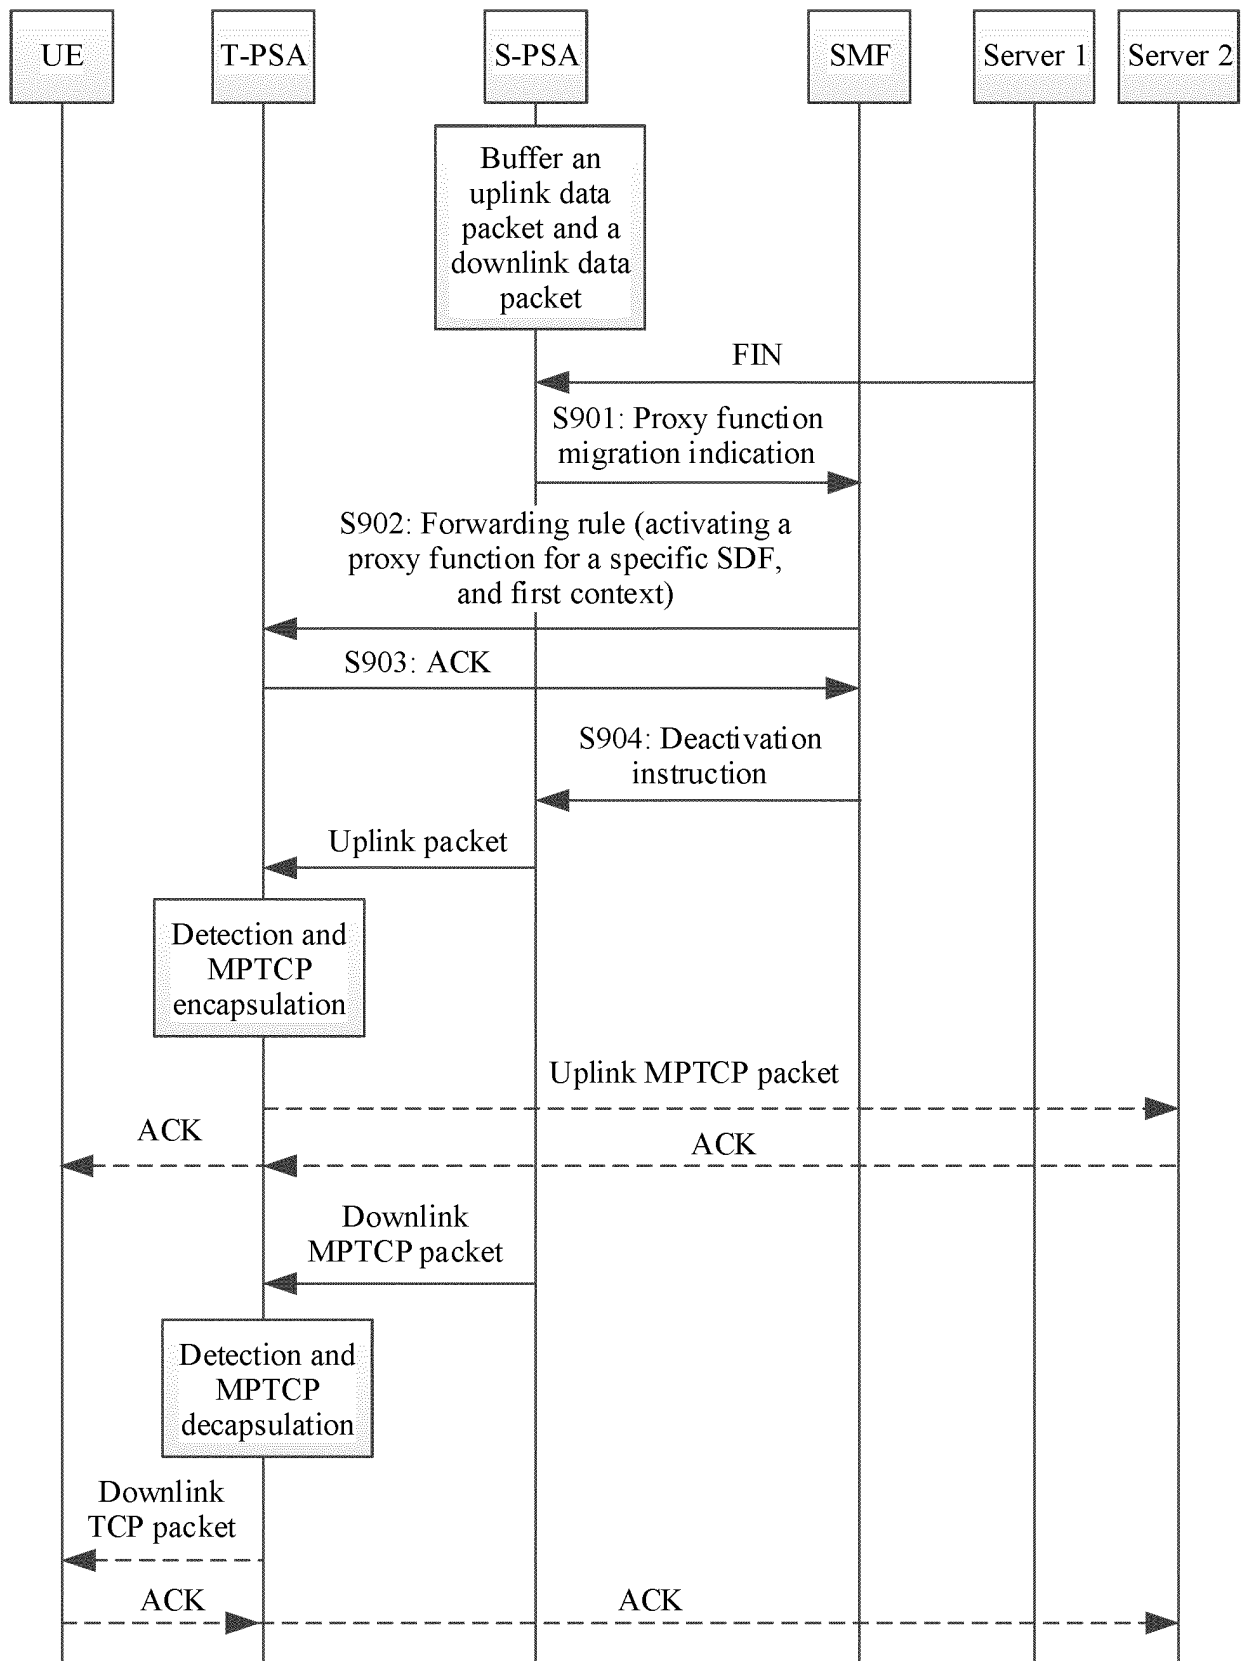 UE
T-PSA
S-PSA
SMF
Server 1
Server 2
Buffer an
uplink data
packet and a
downlink data
packet
FIN
S901: Proxy function
migration indication
S902: Forwarding rule (activating a
proxy function for a specific SDF,
and first context)
S903: ACK
S904: Deactivation
instruction
Uplink packet
Detection and
MPTCP
encapsulation
Uplink MPTCP packet
ACK
ACK
Downlink
MPTCP packet
Detection and
MPTCP
decapsulation
Downlink
TCP packet
ACK
ACK